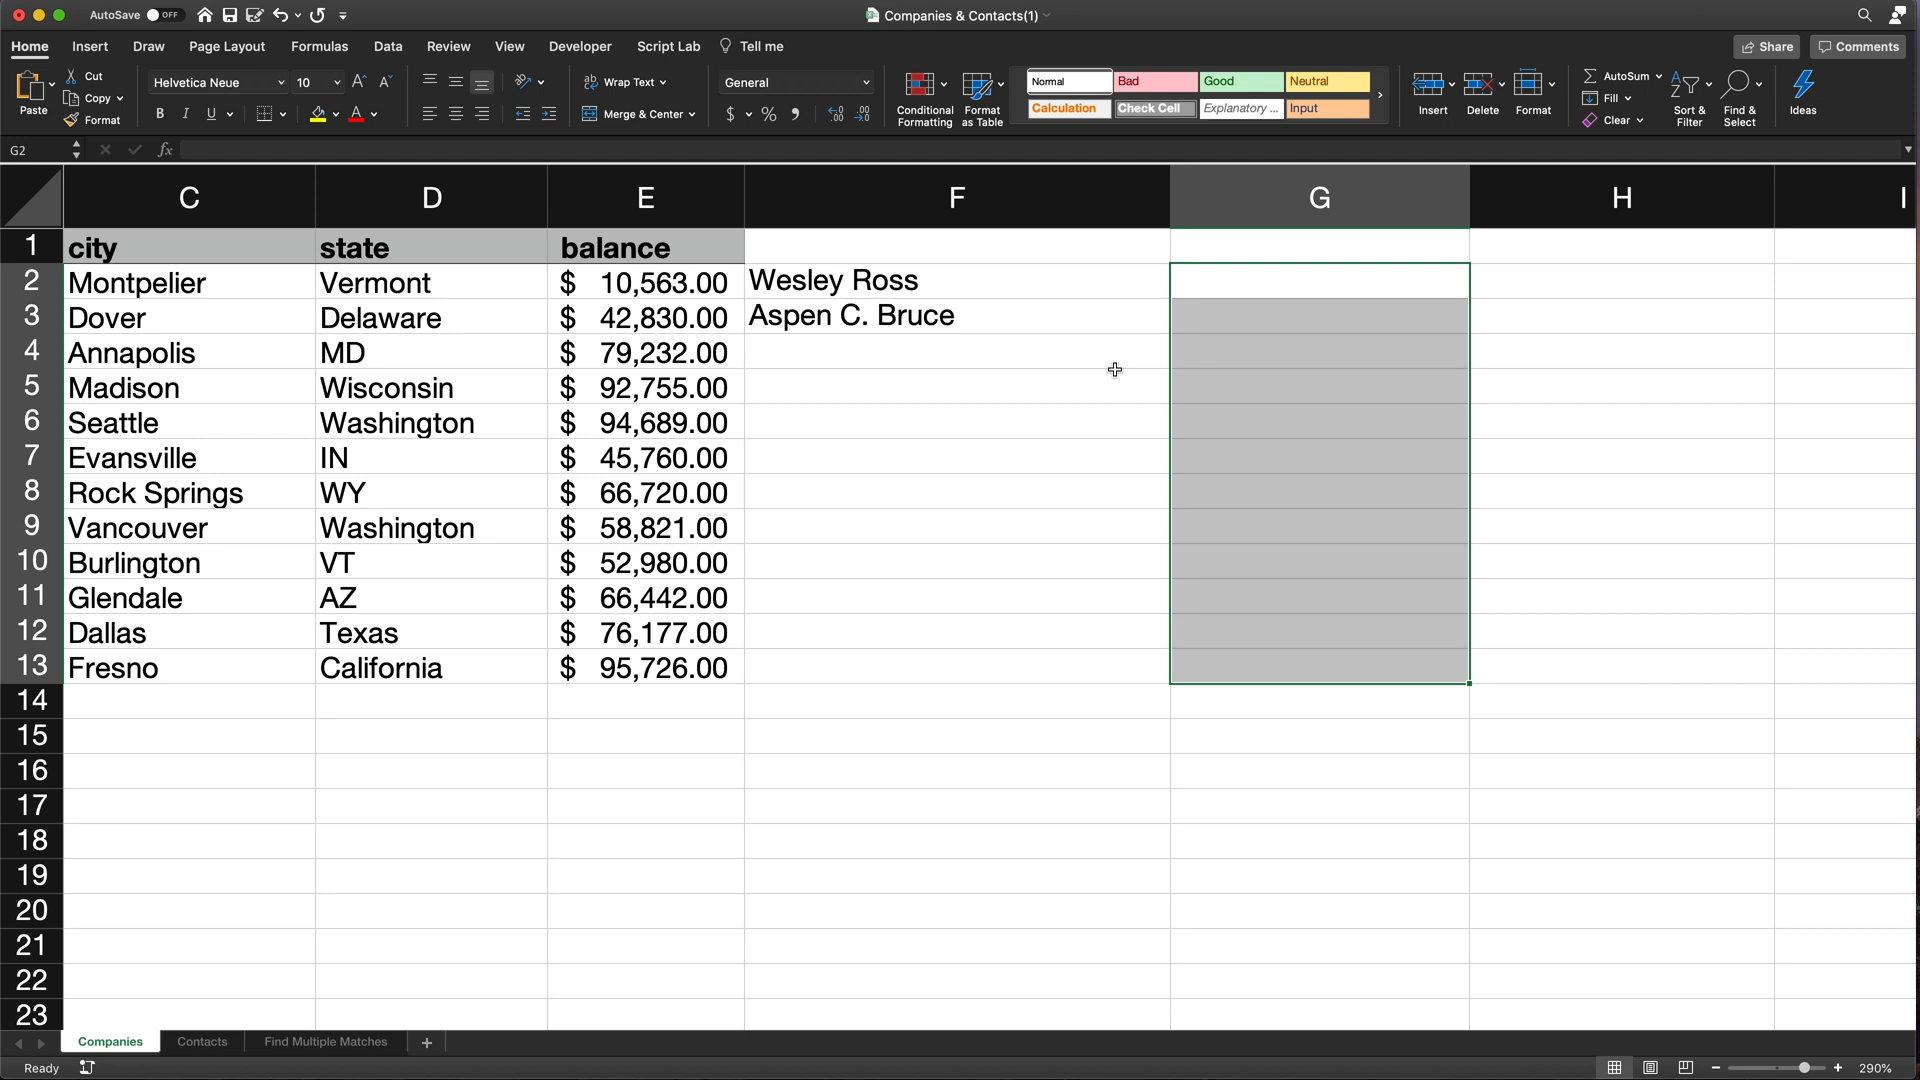 AutoSave OFF Companies & Contacts(1)
Home Insert Draw Page Layout Formulas Data Review View Developer Script Lab Tell me Share Comments
Paste Cut Copy Format
Helvetica Neue 10
B I U
Wrap Text
Merge & Center
General
$ %
Conditional Formatting
Format as Table
Normal Bad Good Neutral
Calculation Check Cell Explanatory ... Input
Insert Delete Format
AutoSum
Fill
Clear
Sort & Filter
Find & Select
Ideas
G2 fx
C D E F G H I
1 city state balance
2 Montpelier Vermont $ 10,563.00 Wesley Ross
3 Dover Delaware $ 42,830.00 Aspen C. Bruce
4 Annapolis MD $ 79,232.00
5 Madison Wisconsin $ 92,755.00
6 Seattle Washington $ 94,689.00
7 Evansville IN $ 45,760.00
8 Rock Springs WY $ 66,720.00
9 Vancouver Washington $ 58,821.00
10 Burlington VT $ 52,980.00
11 Glendale AZ $ 66,442.00
12 Dallas Texas $ 76,177.00
13 Fresno California $ 95,726.00
14
15
16
17
18
19
20
21
22
23
Companies Contacts Find Multiple Matches +
Ready 290%